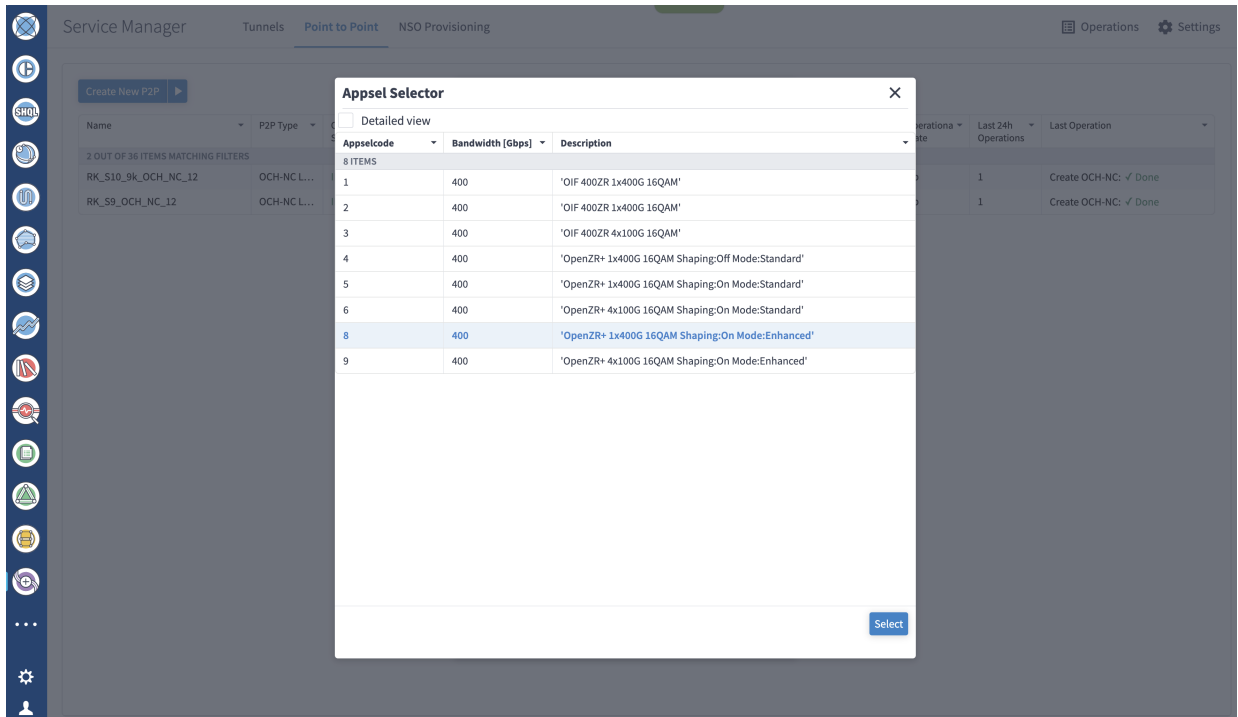 Service Manager
Tunnels
Point to Point
NSO Provisioning
Operations
Settings
SHQL
Create New P2P
Name
P2P Type
Last 24h
Operations
Last Operation
2 OUT OF 36 ITEMS MATCHING FILTERS
RK_S10_9k_OCH_NC_12
OCH-NC L...
1
Create OCH-NC: ✓ Done
RK_S9_OCH_NC_12
OCH-NC L...
1
Create OCH-NC: ✓ Done
Appsel Selector
Detailed view
Appselcode
Bandwidth [Gbps]
Description
8 ITEMS
1 400 'OIF 400ZR 1x400G 16QAM'
2 400 'OIF 400ZR 1x400G 16QAM'
3 400 'OIF 400ZR 4x100G 16QAM'
4 400 'OpenZR+ 1x400G 16QAM Shaping:Off Mode:Standard'
5 400 'OpenZR+ 1x400G 16QAM Shaping:On Mode:Standard'
6 400 'OpenZR+ 4x100G 16QAM Shaping:On Mode:Standard'
8 400 'OpenZR+ 1x400G 16QAM Shaping:On Mode:Enhanced'
9 400 'OpenZR+ 4x100G 16QAM Shaping:On Mode:Enhanced'
Select